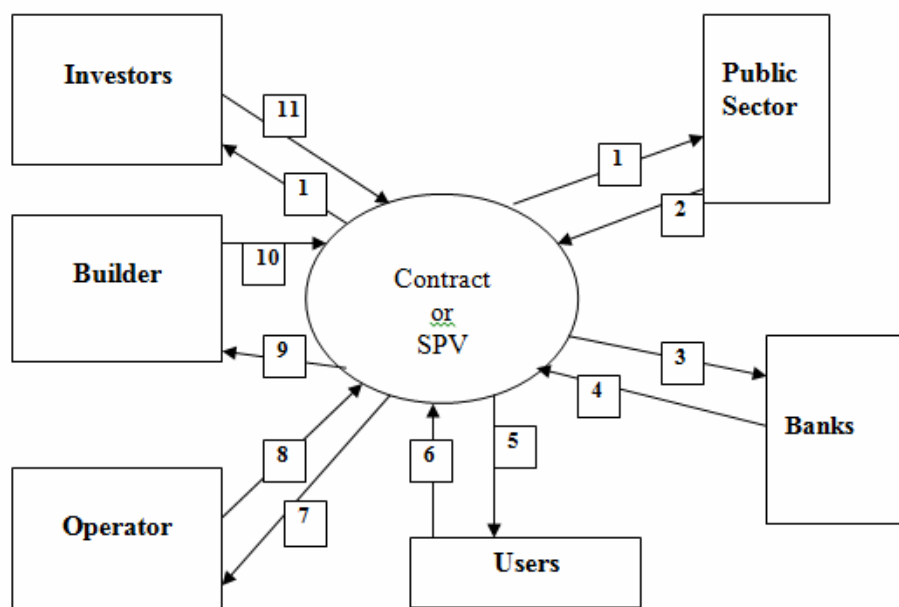 Investors
11
1
Public
Sector
1
2
Builder
10
9
Contract
or
SPV
3
4
Banks
8
7
6
5
Operator
Users